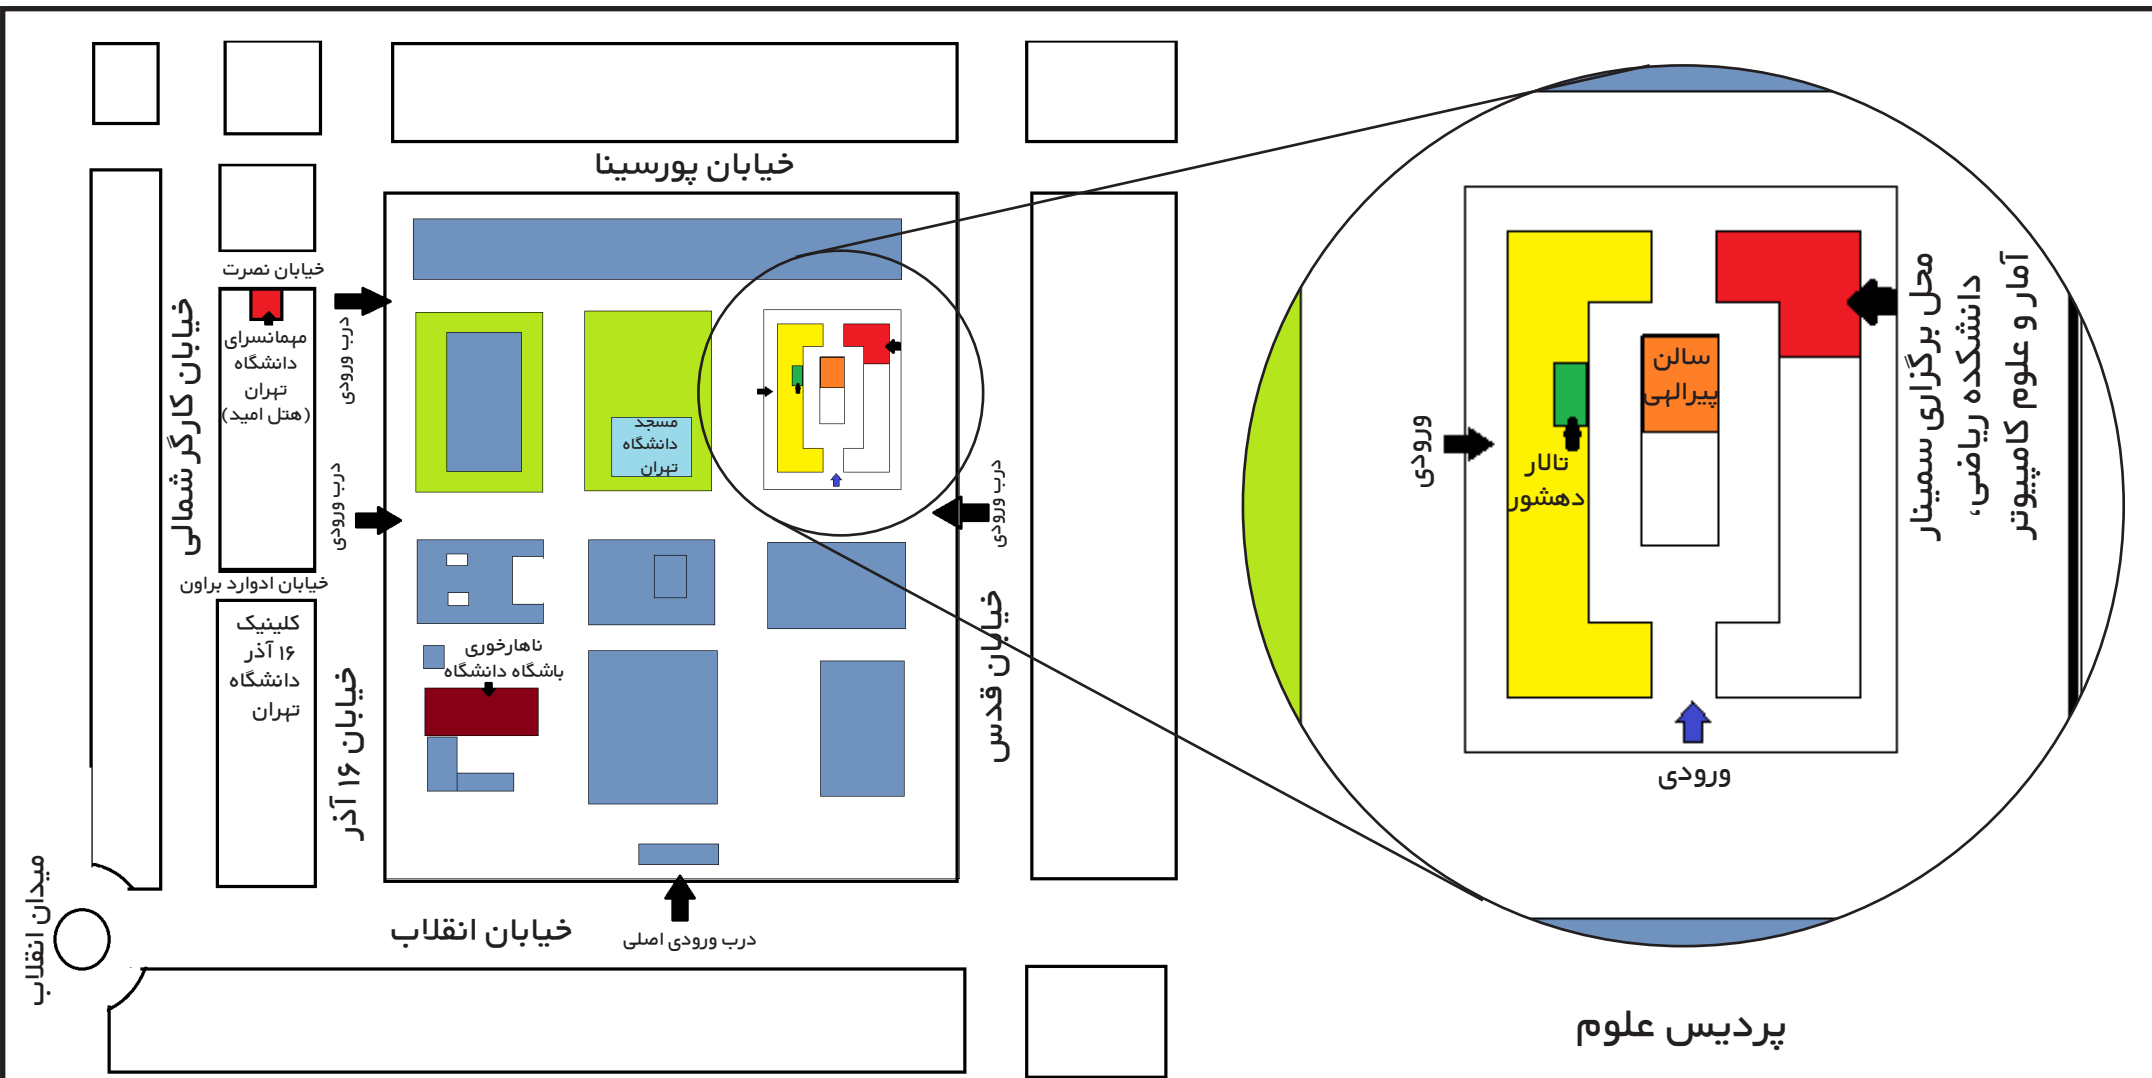 خیابان پورسینا
خیابان نصرت
مهمانسرای
دانشگاه
تهران
(هتل امید)
درب ورودی
درب ورودی
خیابان کارگر شمالی
خیابان ادوارد براون
کلینیک
۱۶ آذر
دانشگاه
تهران
خیابان ۱۶ آذر
میدان انقلاب
مسجد
دانشگاه
تهران
ناهارخوری
باشگاه دانشگاه
درب ورودی
خیابان قدس
خیابان انقلاب
درب ورودی اصلی
محل برگزاری سمینار
دانشکده ریاضی،
آمار و علوم کامپیوتر
سالن
پیرالهی
تالار
دهشور
ورودی
ورودی
پردیس علوم